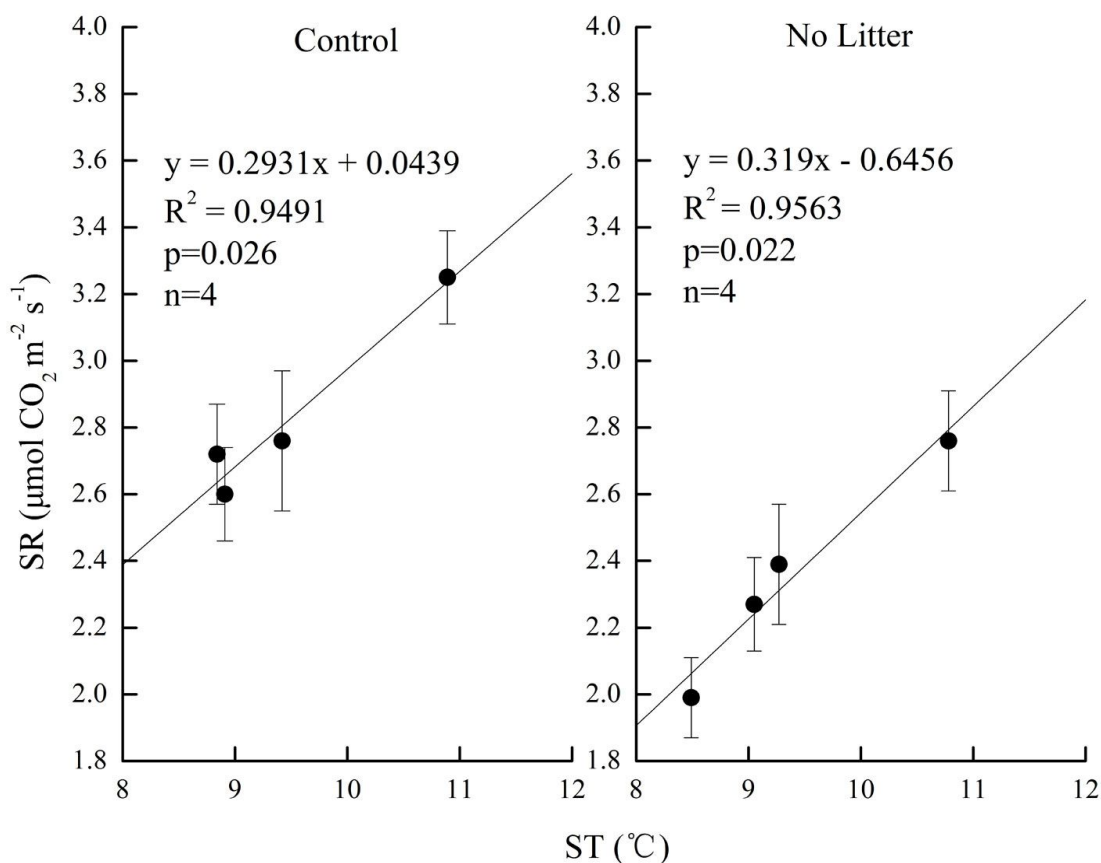 Control
y = 0.2931x + 0.0439
R² = 0.9491
p=0.026
n=4
No Litter
y = 0.319x - 0.6456
R² = 0.9563
p=0.022
n=4
SR (μmol CO₂ m⁻² s⁻¹)
4.0
3.8
3.6
3.4
3.2
3.0
2.8
2.6
2.4
2.2
2.0
1.8
8 9 10 11 12
4.0
3.8
3.6
3.4
3.2
3.0
2.8
2.6
2.4
2.2
2.0
1.8
8 9 10 11 12
ST (℃)